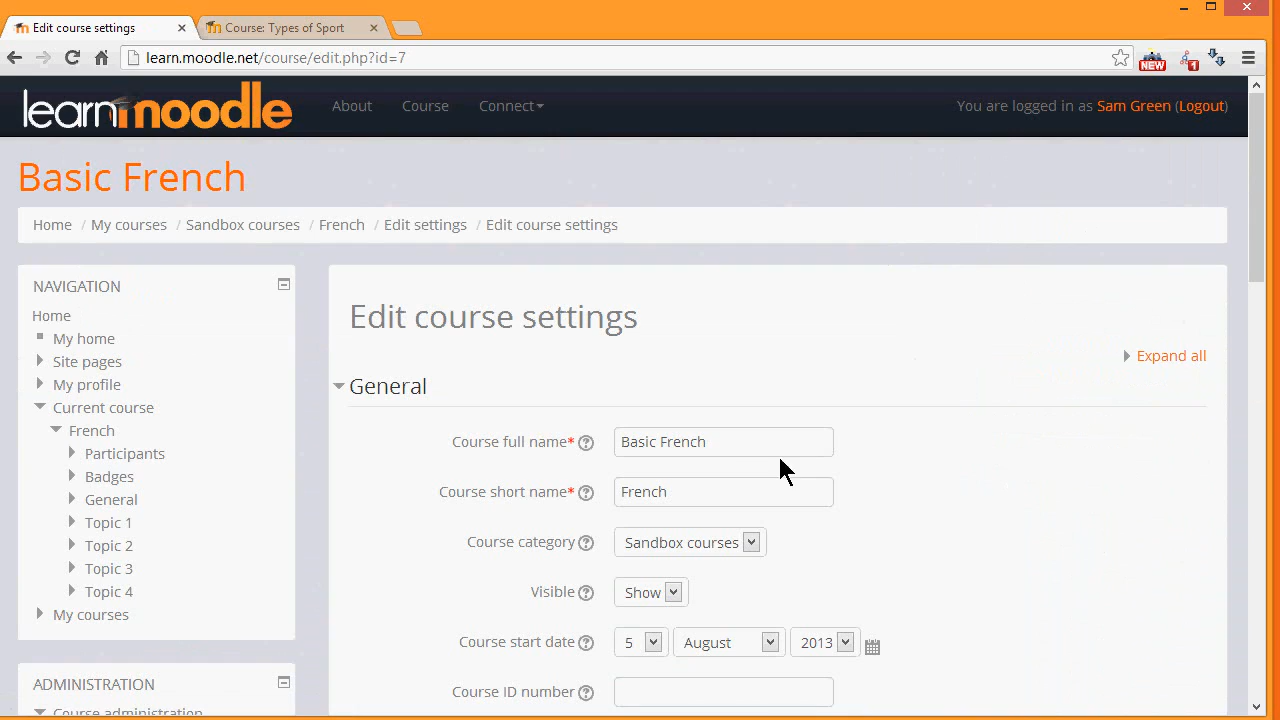 Edit course settings
Course: Types of Sport
learn.moodle.net/course/edit.php?id=7
NEW
1
learnmoodle
About
Course
Connect
You are logged in as Sam Green (Logout)
Basic French
Home / My courses / Sandbox courses / French / Edit settings / Edit course settings
NAVIGATION
Home
My home
Site pages
My profile
Current course
French
Participants
Badges
General
Topic 1
Topic 2
Topic 3
Topic 4
My courses
ADMINISTRATION
Course administration
Edit course settings
Expand all
General
Course full name*
Basic French
Course short name*
French
Course category
Sandbox courses
Visible
Show
Course start date
5 August 2013
Course ID number